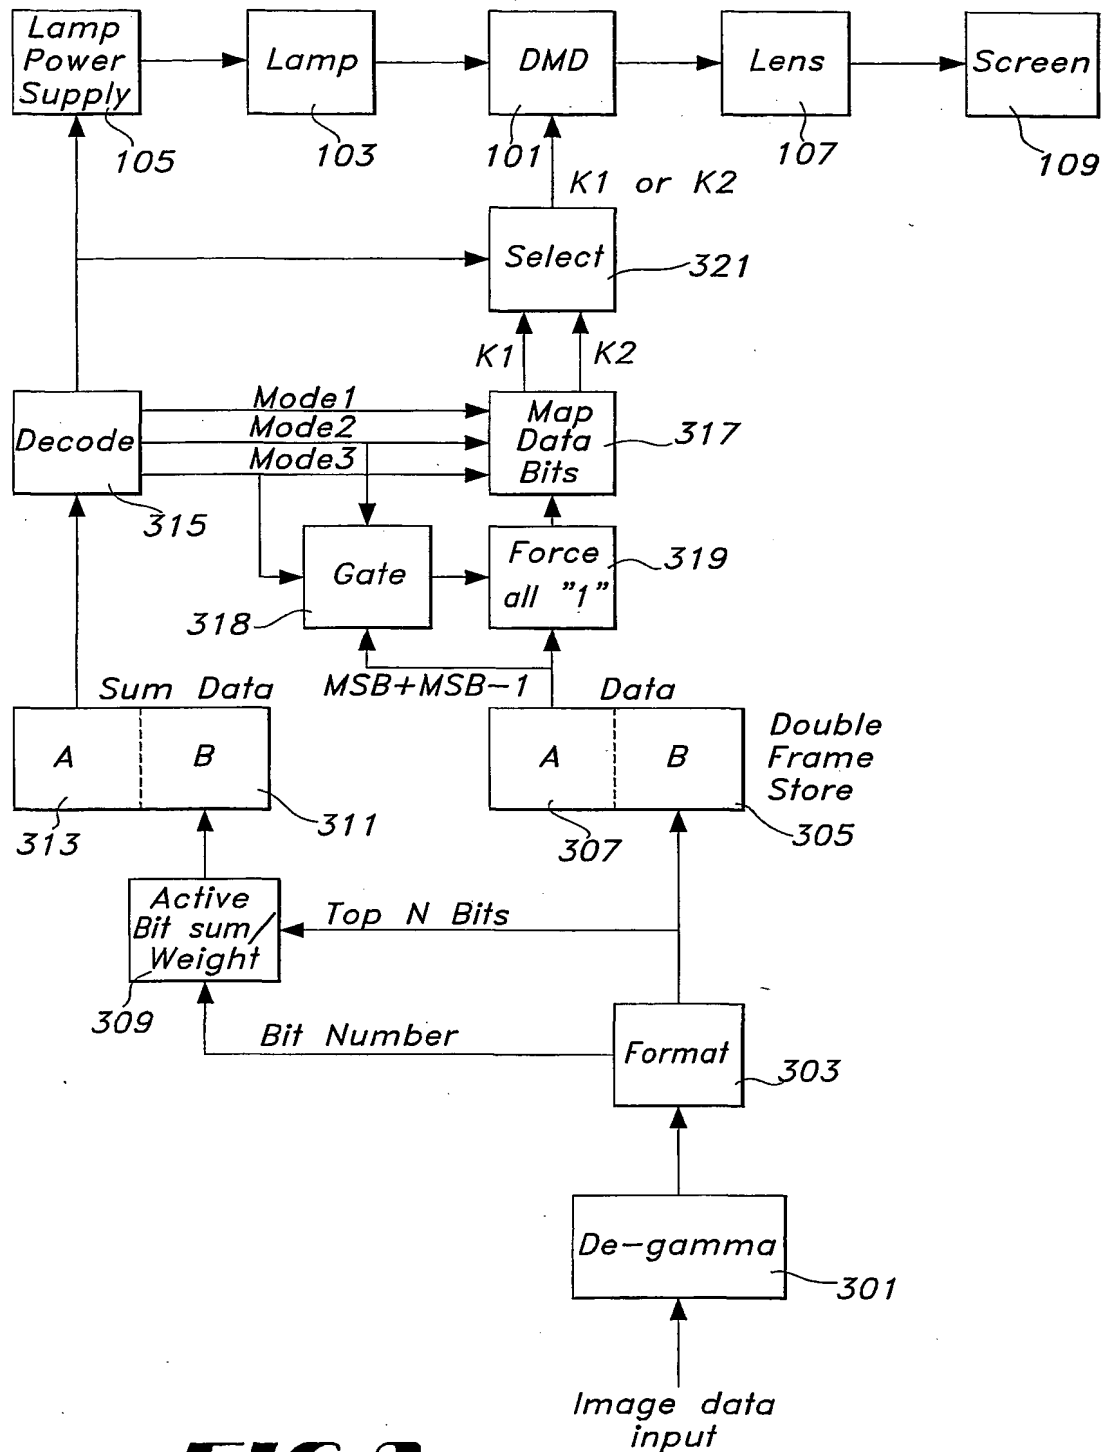 Lamp
Power
Supply
Lamp
DMD
Lens
Screen
105
103
101
107
109
K1 or K2
Select
321
K1
K2
Decode
Mode1
Mode2
Mode3
Map
Data
Bits
317
315
Gate
Force
all "1"
319
318
MSB+MSB-1
Sum Data
Data
A
B
A
B
Double
Frame
Store
313
311
307
305
Active
Bit sum/
Weight
Top N Bits
309
Bit Number
Format
303
De-gamma
301
Image data
input